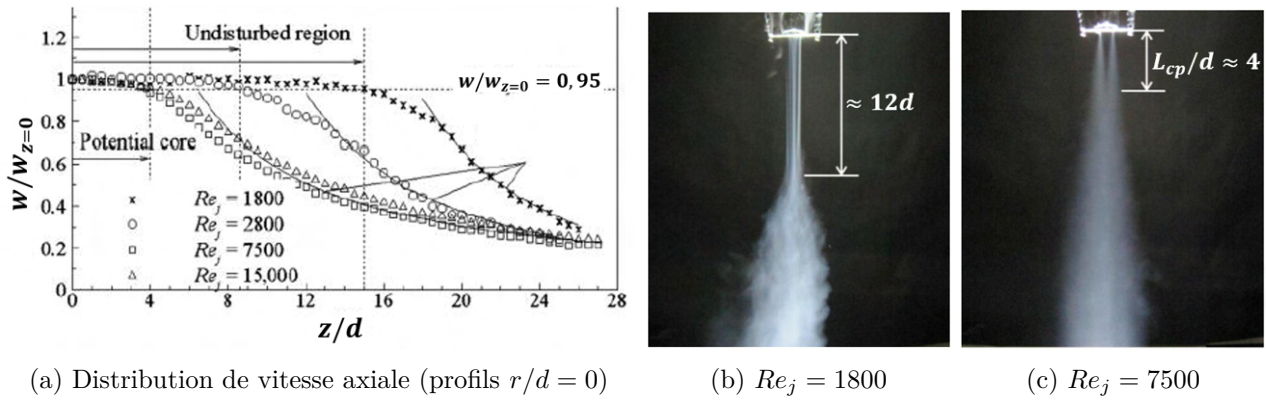 1.2
1
0.8
0.6
0.4
0.2
0
w/w_{z=0}
Undisturbed region
w/w_{z=0} = 0,95
Potential core
Re_j = 1800
Re_j = 2800
Re_j = 7500
Re_j = 15,000
0 4 8 12 16 20 24 28
z/d
≈ 12d
L_{cp}/d ≈ 4
(a) Distribution de vitesse axiale (profils r/d = 0)
(b) Re_j = 1800
(c) Re_j = 7500